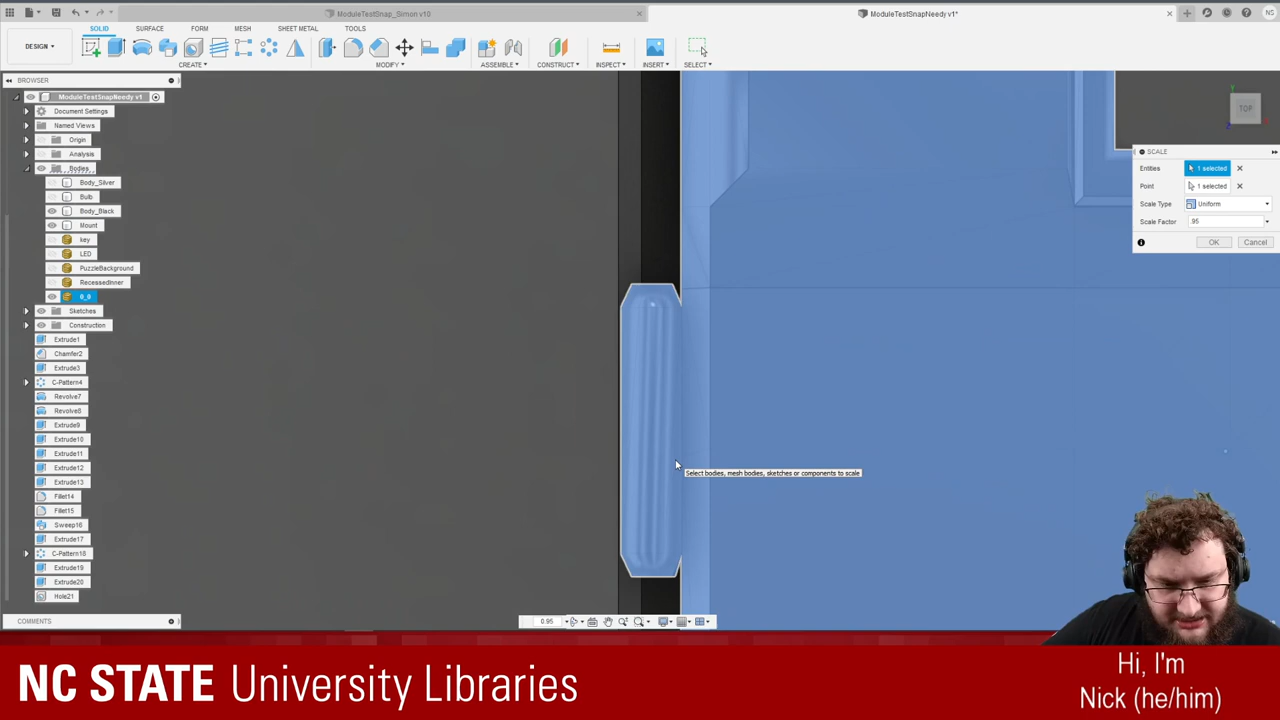 ModuleTestSnap_Simon v10
ModuleTestSnapNeedy v1*
NS
DESIGN
SOLID SURFACE FORM MESH SHEET METAL TOOLS
CREATE MODIFY ASSEMBLE CONSTRUCT INSPECT INSERT SELECT
BROWSER
ModuleTestSnapNeedy v1
Document Settings
Named Views
Origin
Analysis
Bodies
Body_Silver
Bulb
Body_Black
Mount
key
LED
PuzzleBackground
RecessedInner
0_0
Sketches
Construction
Extrude1
Chamfer2
Extrude3
C-Pattern4
Revolve7
Revolve8
Extrude9
Extrude10
Extrude11
Extrude12
Extrude13
Fillet14
Fillet15
Sweep16
Extrude17
C-Pattern18
Extrude19
Extrude20
Hole21
COMMENTS
TOP
SCALE
Entities 1 selected
Point 1 selected
Scale Type Uniform
Scale Factor .95
OK Cancel
Select bodies, mesh bodies, sketches or components to scale
0.95
NC STATE University Libraries
Hi, I'm
Nick (he/him)